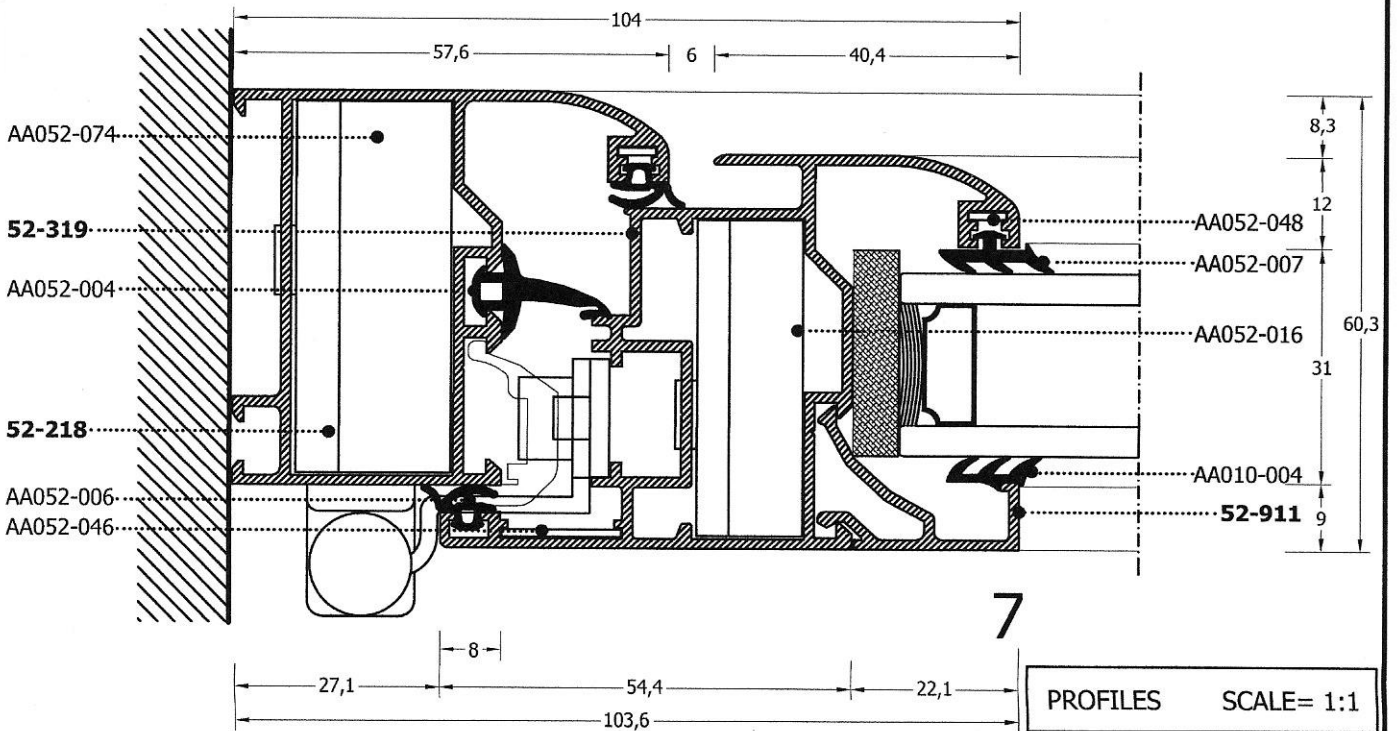 104
57,6 6 40,4
AA052-074
52-319
AA052-004
52-218
AA052-006
AA052-046
8,3
12
AA052-048
AA052-007
60,3
AA052-016
31
AA010-004
52-911 9
7
8
27,1 54,4 22,1
103,6
PROFILES SCALE= 1:1